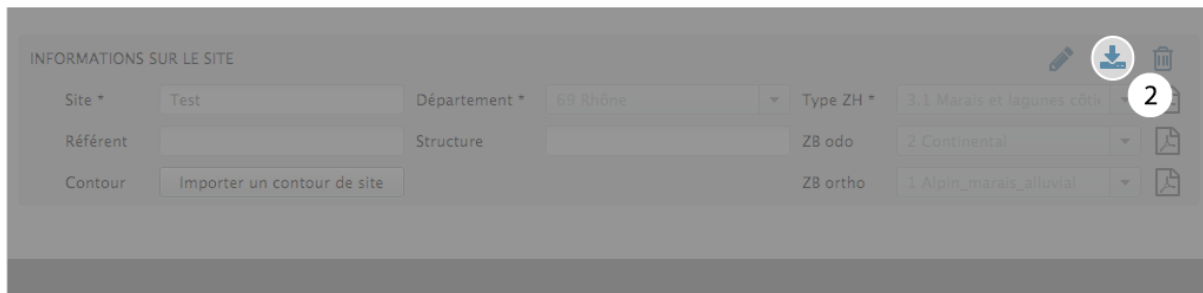 INFORMATIONS SUR LE SITE
2
Site * Test Département * 69 Rhône Type ZH * 3.1 Marais et lagunes côtiè
Référent Structure ZB odo 2 Continental
Contour Importer un contour de site ZB ortho 1 Alpin_marais_alluvial